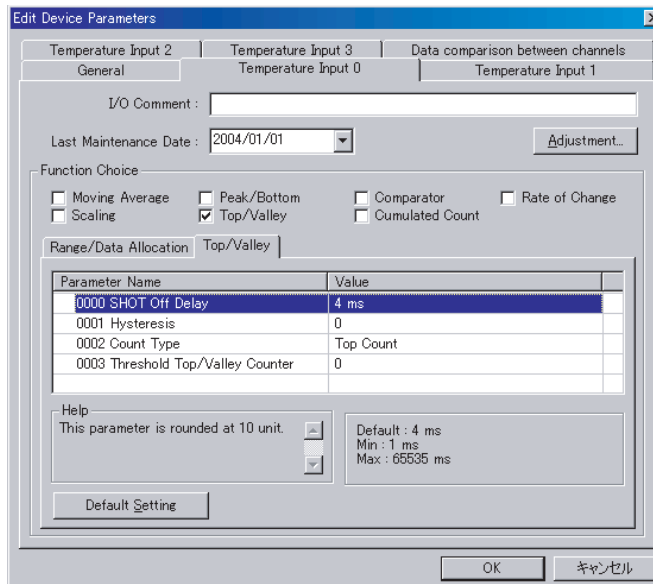 Edit Device Parameters
Temperature Input 2 Temperature Input 3 Data comparison between channels
General Temperature Input 0 Temperature Input 1
I/O Comment :
Last Maintenance Date : 2004/01/01 Adjustment...
Function Choice
Moving Average Peak/Bottom Comparator Rate of Change
Scaling Top/Valley Cumulated Count
Range/Data Allocation Top/Valley
Parameter Name Value
0000 SHOT Off Delay 4 ms
0001 Hysteresis 0
0002 Count Type Top Count
0003 Threshold Top/Valley Counter 0
Help
This parameter is rounded at 10 unit.
Default : 4 ms
Min : 1 ms
Max : 65535 ms
Default Setting
OK キャンセル